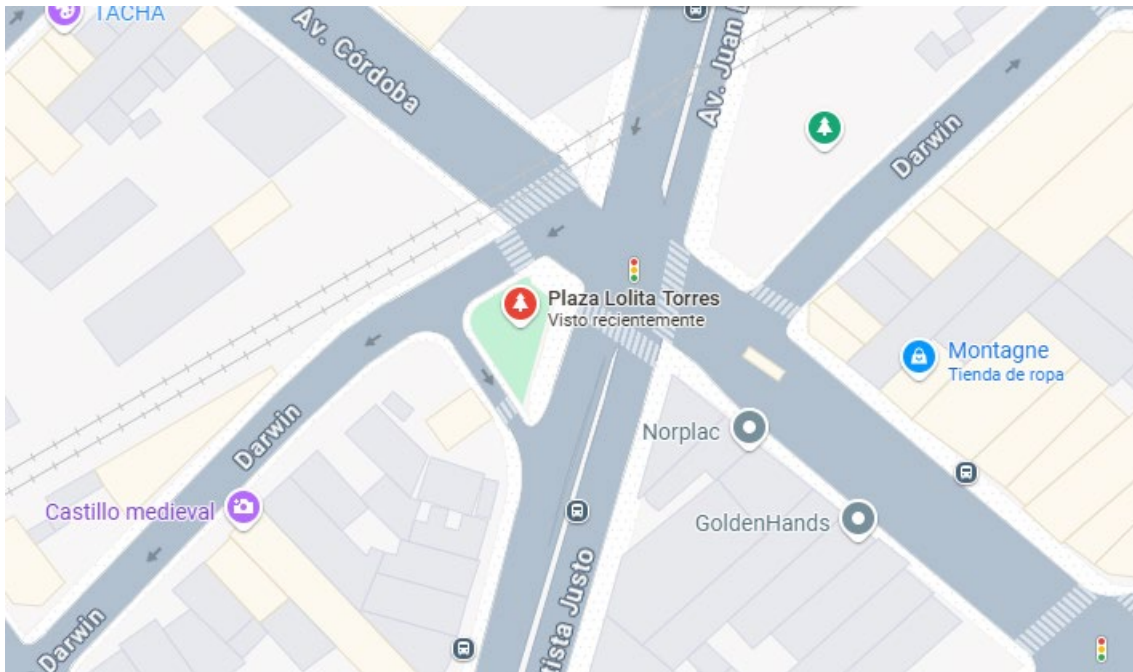 TACHA
Av. Córdoba
Av. Juan
Darwin
Plaza Lolita Torres
Visto recientemente
Montagne
Tienda de ropa
Norplac
Darwin
Castillo medieval
GoldenHands
Justo
Darwin